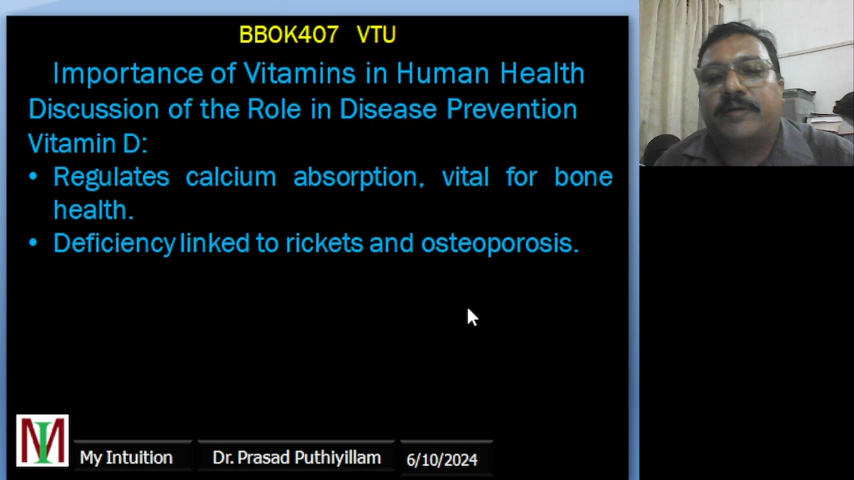 BBOK407 VTU
Importance of Vitamins in Human Health
Discussion of the Role in Disease Prevention
Vitamin D:
• Regulates calcium absorption, vital for bone
health.
• Deficiency linked to rickets and osteoporosis.
MI
My Intuition
Dr. Prasad Puthiyillam
6/10/2024